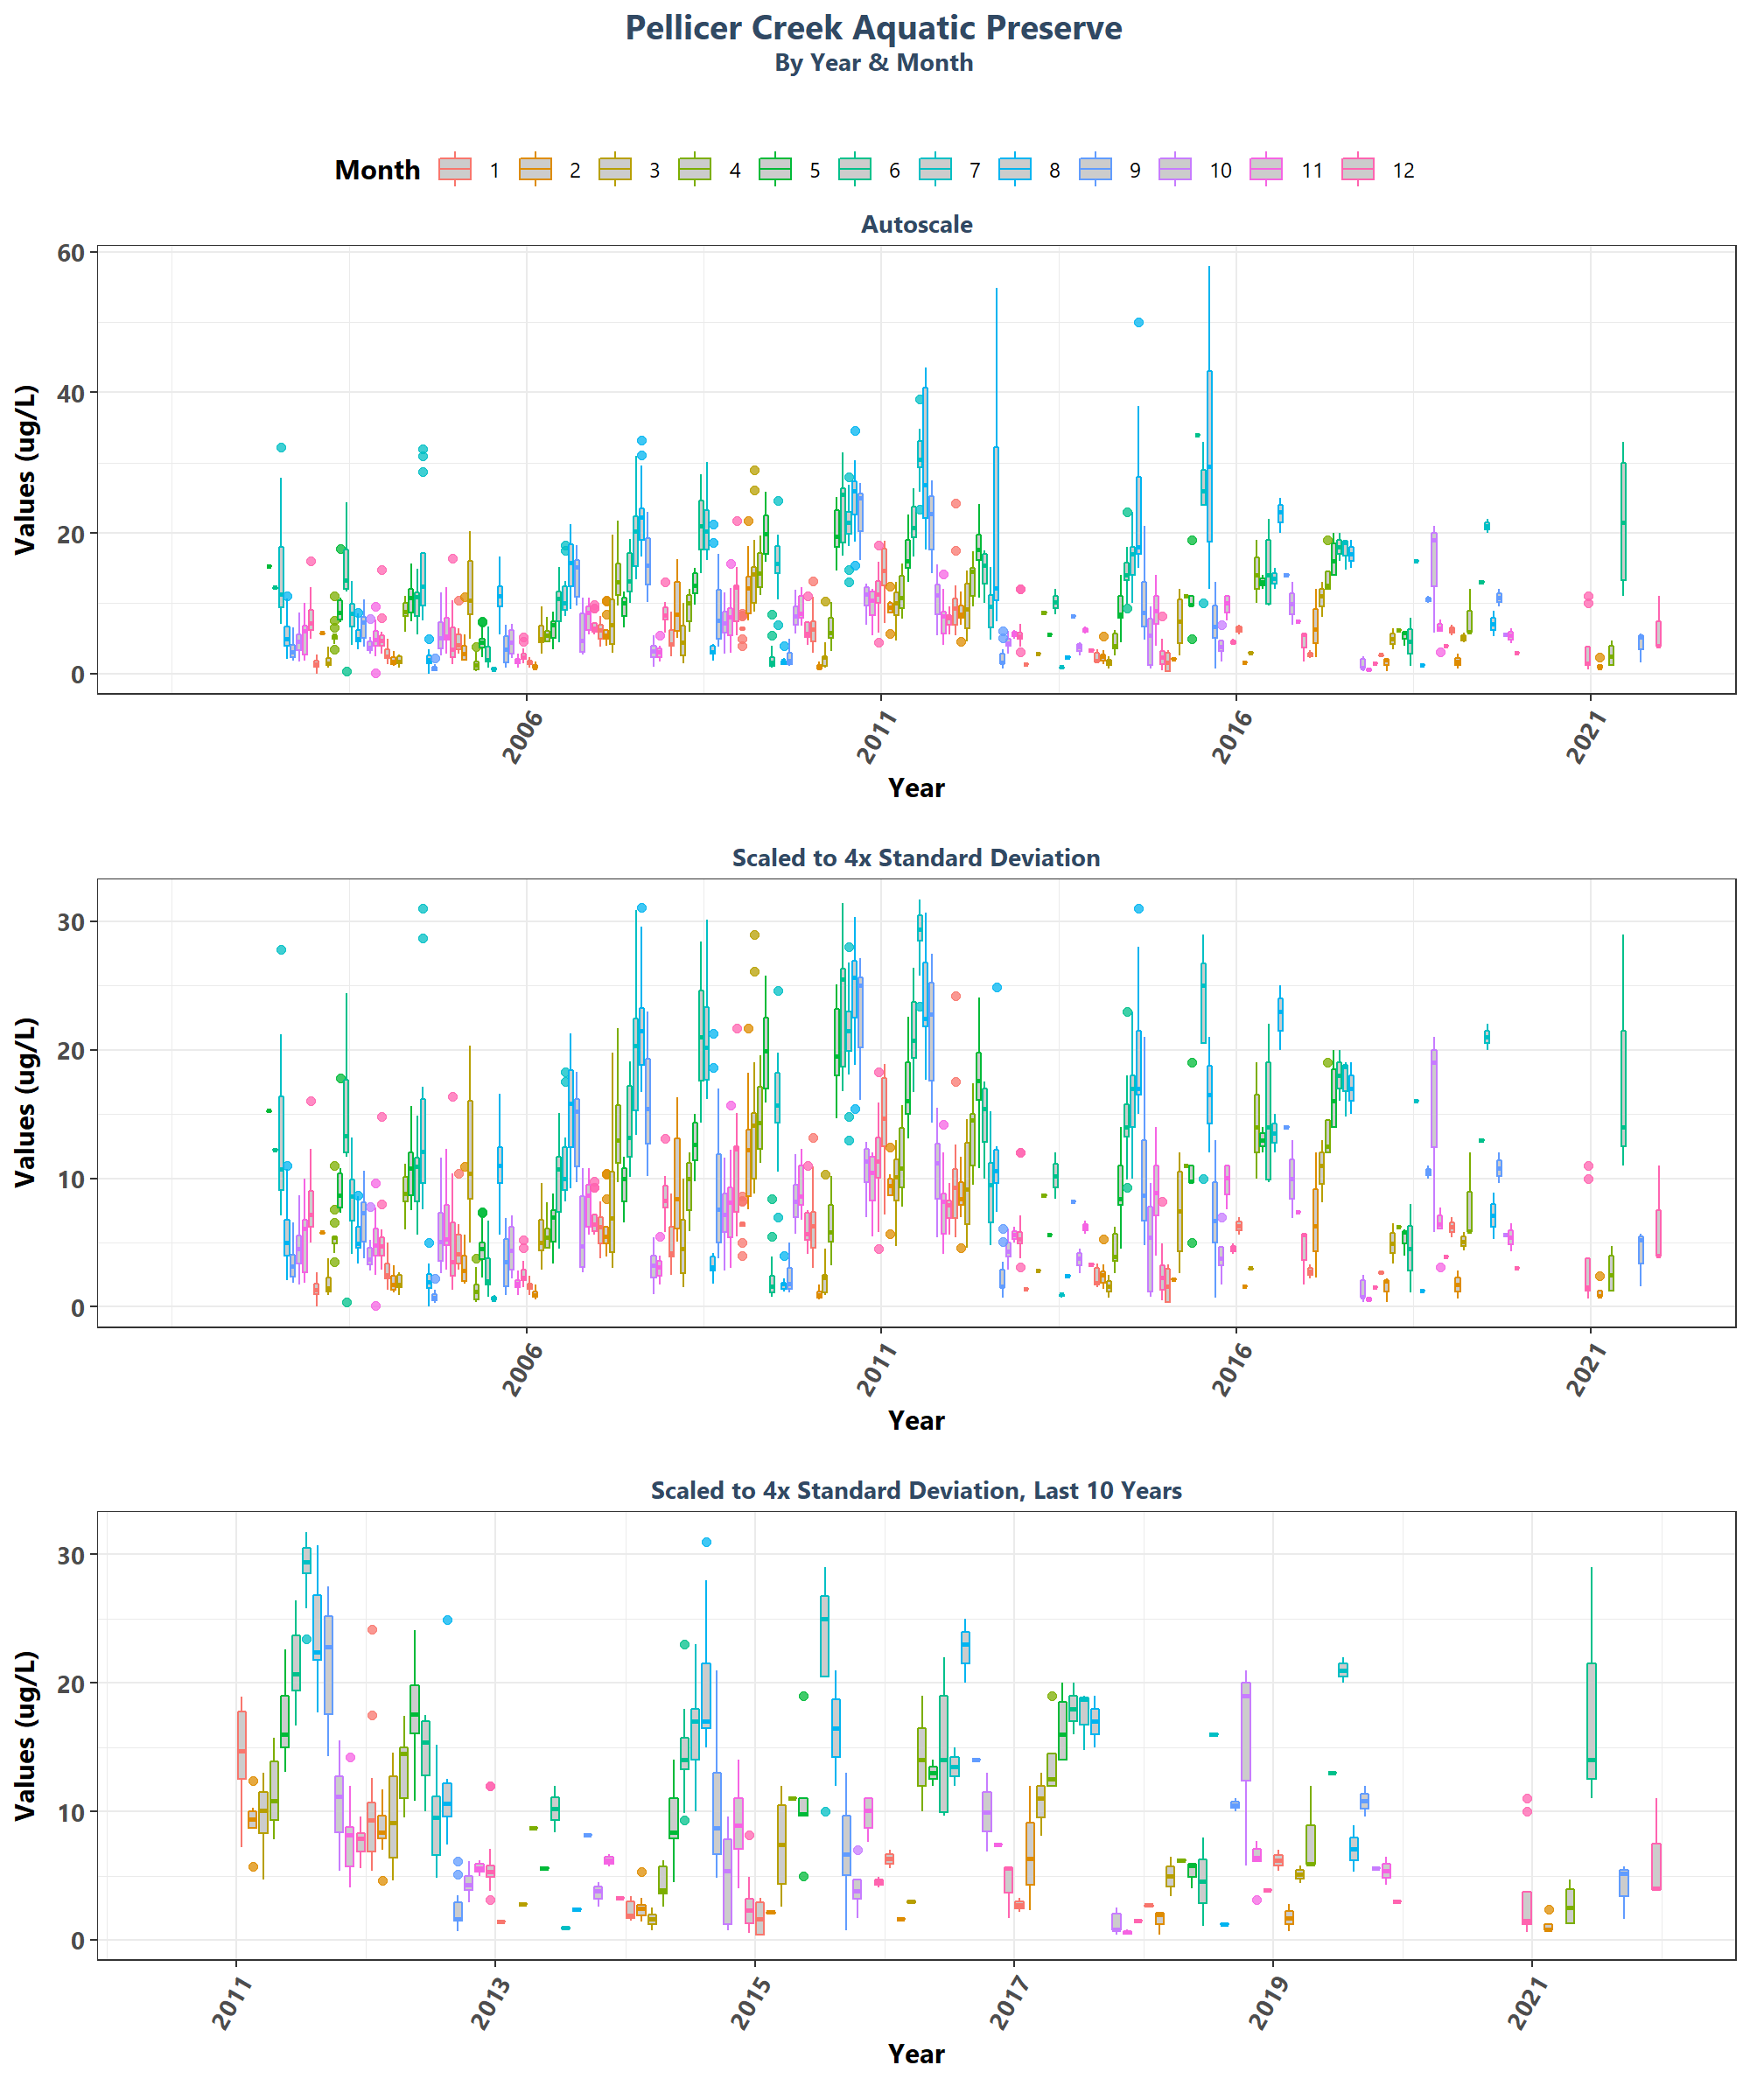 Pellicer Creek Aquatic Preserve
By Year & Month
Month 1 2 3 4 5 6 7 8 9 10 11 12
Autoscale
Values (ug/L)
60
40
20
0
2006 2011 2016 2021
Year
Scaled to 4x Standard Deviation
Values (ug/L)
30
20
10
0
2006 2011 2016 2021
Year
Scaled to 4x Standard Deviation, Last 10 Years
Values (ug/L)
30
20
10
0
2011 2013 2015 2017 2019 2021
Year